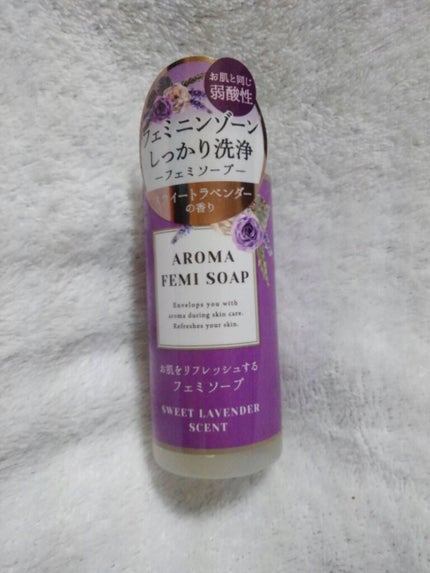 お肌と同じ
弱酸性
フェミニンゾーン
しっかり洗浄
ーフェミソープー
スイートラベンダー
の香り
AROMA
FEMI SOAP
Envelops you with
aroma during skin care.
Refreshes your skin.
お肌をリフレッシュする
フェミソープ
SWEET LAVENDER
SCENT